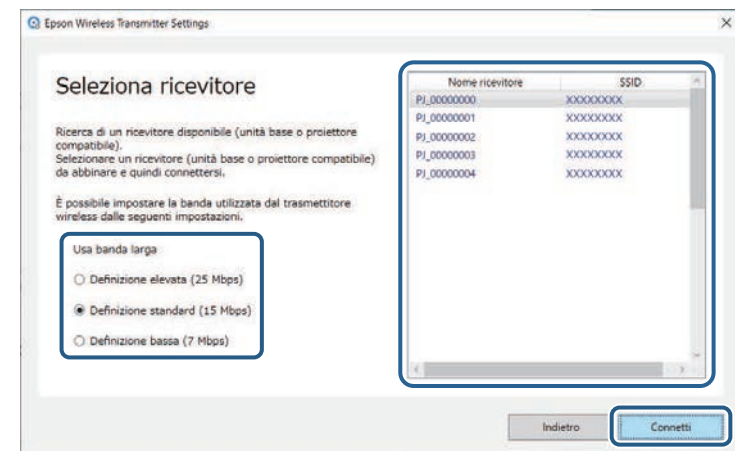 Epson Wireless Transmitter Settings
Seleziona ricevitore
Ricerca di un ricevitore disponibile (unità base o proiettore
compatibile).
Selezionare un ricevitore (unità base o proiettore compatibile)
da abbinare e quindi connettersi.
È possibile impostare la banda utilizzata dal trasmettitore
wireless dalle seguenti impostazioni.
Usa banda larga
Definizione elevata (25 Mbps)
Definizione standard (15 Mbps)
Definizione bassa (7 Mbps)
Nome ricevitore SSID
PJ_00000000 XXXXXXXX
PJ_00000001 XXXXXXXX
PJ_00000002 XXXXXXXX
PJ_00000003 XXXXXXXX
PJ_00000004 XXXXXXXX
Indietro Connetti